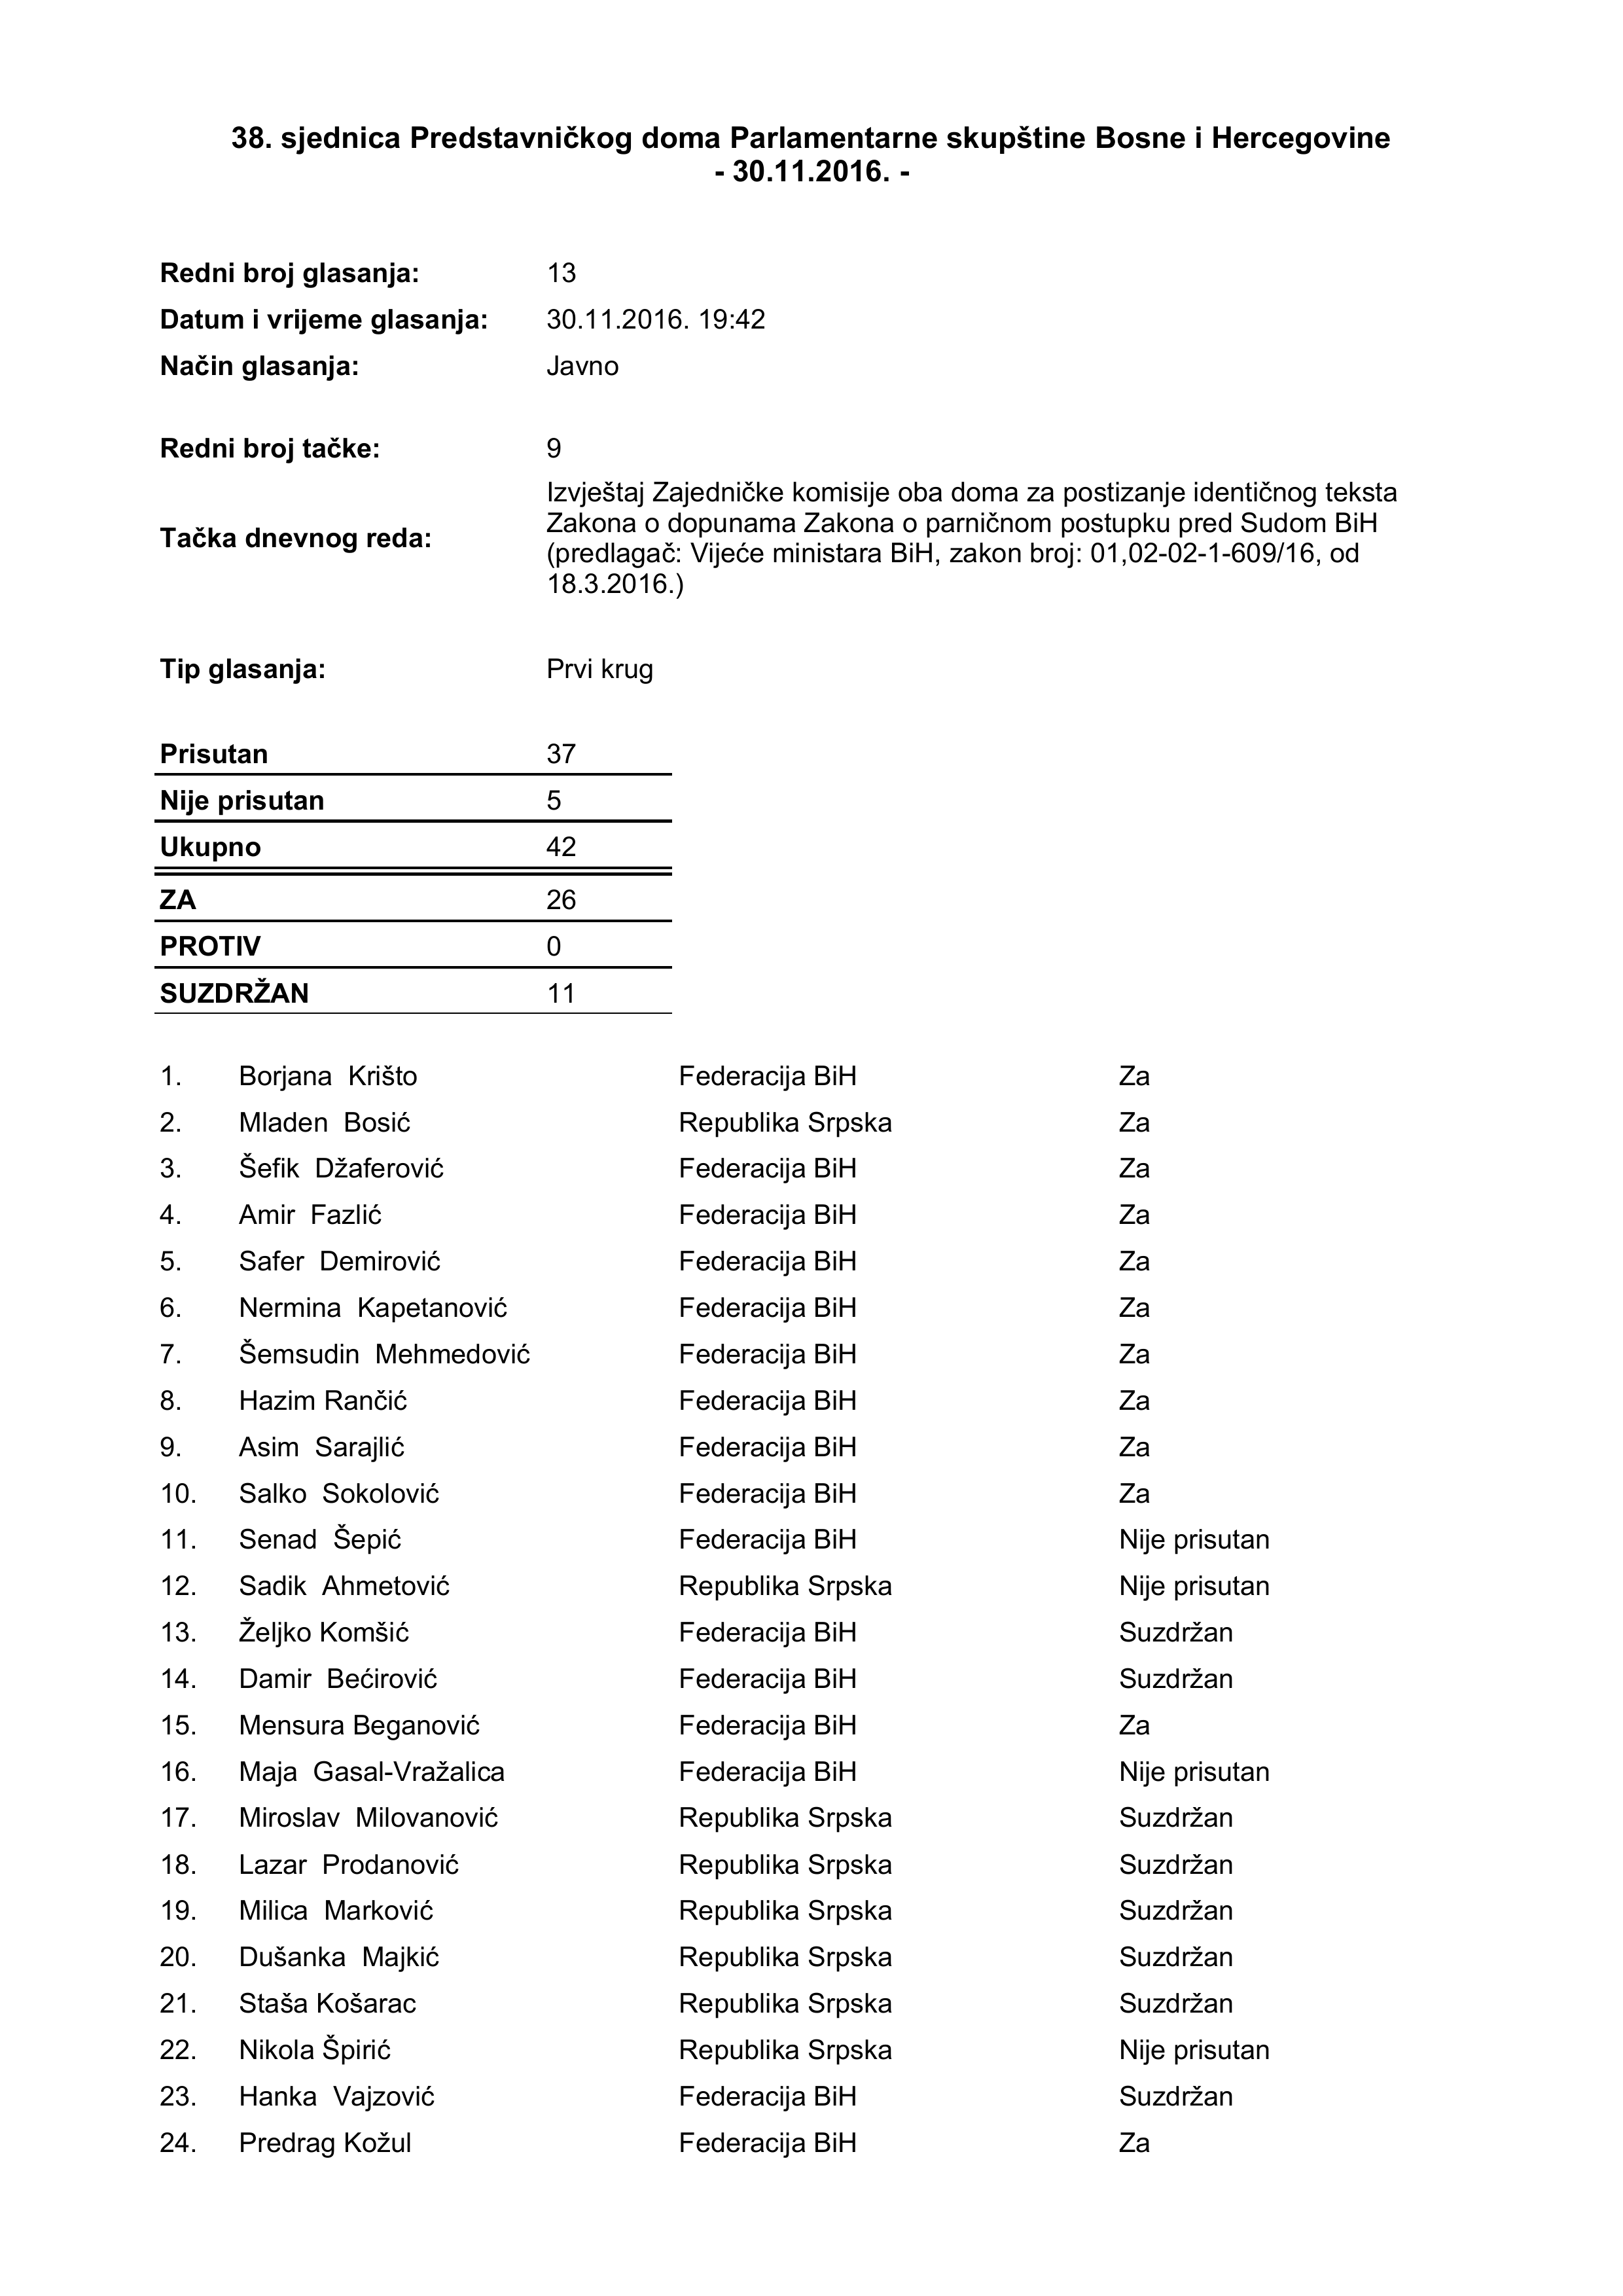 38. sjednica Predstavničkog doma Parlamentarne skupštine Bosne i Hercegovine
- 30.11.2016. -
Redni broj glasanja: 13
Datum i vrijeme glasanja: 30.11.2016. 19:42
Način glasanja: Javno
Redni broj tačke: 9
Tačka dnevnog reda: Izvještaj Zajedničke komisije oba doma za postizanje identičnog teksta
Zakona o dopunama Zakona o parničnom postupku pred Sudom BiH
(predlagač: Vijeće ministara BiH, zakon broj: 01,02-02-1-609/16, od
18.3.2016.)
Tip glasanja: Prvi krug
Prisutan 37
Nije prisutan 5
Ukupno 42
ZA 26
PROTIV 0
SUZDRŽAN 11
1. Borjana Krišto Federacija BiH Za
2. Mladen Bosić Republika Srpska Za
3. Šefik Džaferović Federacija BiH Za
4. Amir Fazlić Federacija BiH Za
5. Safer Demirović Federacija BiH Za
6. Nermina Kapetanović Federacija BiH Za
7. Šemsudin Mehmedović Federacija BiH Za
8. Hazim Rančić Federacija BiH Za
9. Asim Sarajlić Federacija BiH Za
10. Salko Sokolović Federacija BiH Za
11. Senad Šepić Federacija BiH Nije prisutan
12. Sadik Ahmetović Republika Srpska Nije prisutan
13. Željko Komšić Federacija BiH Suzdržan
14. Damir Bećirović Federacija BiH Suzdržan
15. Mensura Beganović Federacija BiH Za
16. Maja Gasal-Vražalica Federacija BiH Nije prisutan
17. Miroslav Milovanović Republika Srpska Suzdržan
18. Lazar Prodanović Republika Srpska Suzdržan
19. Milica Marković Republika Srpska Suzdržan
20. Dušanka Majkić Republika Srpska Suzdržan
21. Staša Košarac Republika Srpska Suzdržan
22. Nikola Špirić Republika Srpska Nije prisutan
23. Hanka Vajzović Federacija BiH Suzdržan
24. Predrag Kožul Federacija BiH Za